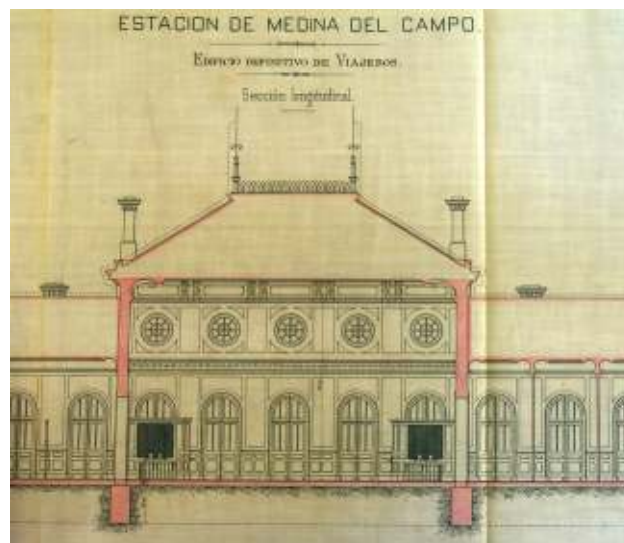 ESTACION DE MEDINA DEL CAMPO.
EDIFICIO DEFINITIVO DE VIAJEROS.
Sección longitudinal.